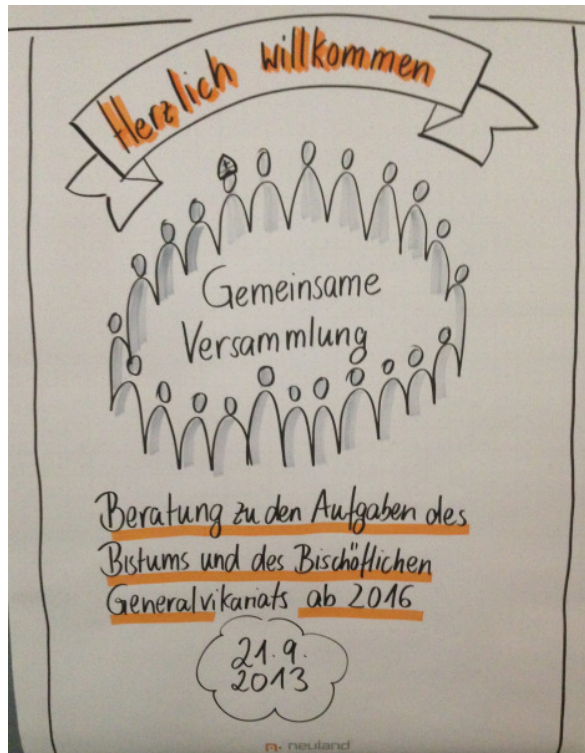 Herzlich willkommen
Gemeinsame
Versammlung
Beratung zu den Aufgaben des
Bistums und des Bischöflichen
Generalvikariats ab 2016
21.9.
2013
neuland